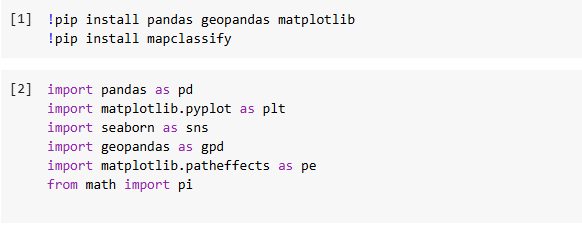 [1] !pip install pandas geopandas matplotlib
!pip install mapclassify
[2] import pandas as pd
import matplotlib.pyplot as plt
import seaborn as sns
import geopandas as gpd
import matplotlib.patheffects as pe
from math import pi